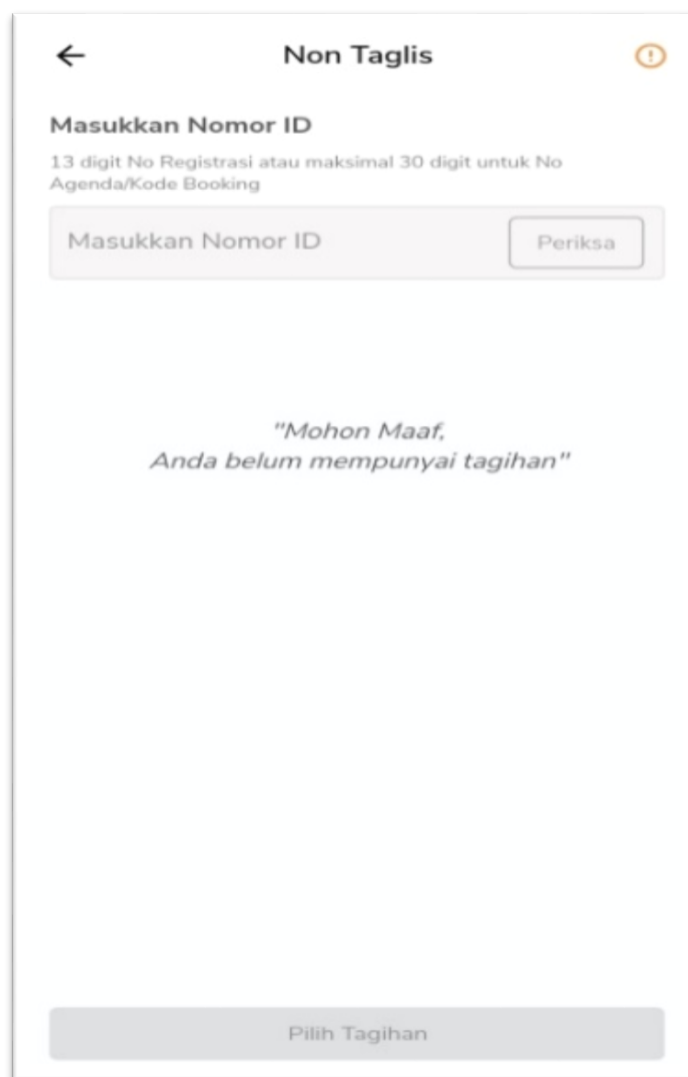 Non Taglis
Masukkan Nomor ID
13 digit No Registrasi atau maksimal 30 digit untuk No
Agenda/Kode Booking
Masukkan Nomor ID
Periksa
"Mohon Maaf,
Anda belum mempunyai tagihan"
Pilih Tagihan